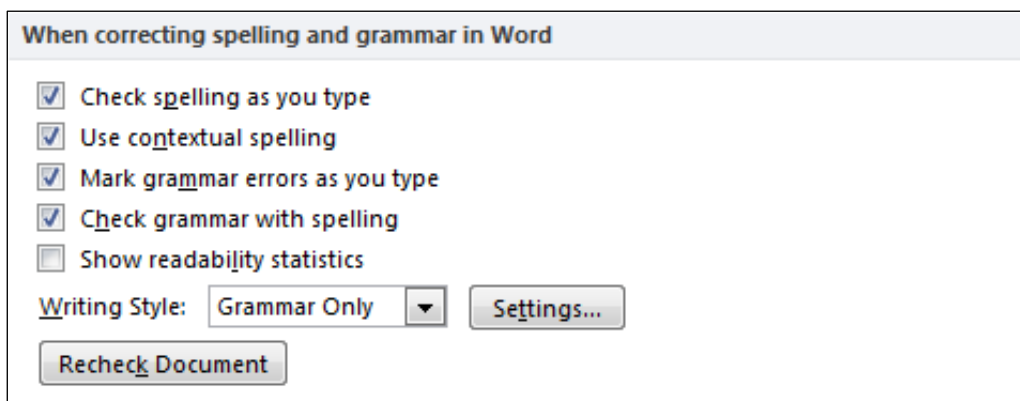 When correcting spelling and grammar in Word
Check spelling as you type
Use contextual spelling
Mark grammar errors as you type
Check grammar with spelling
Show readability statistics
Writing Style: Grammar Only Settings...
Recheck Document